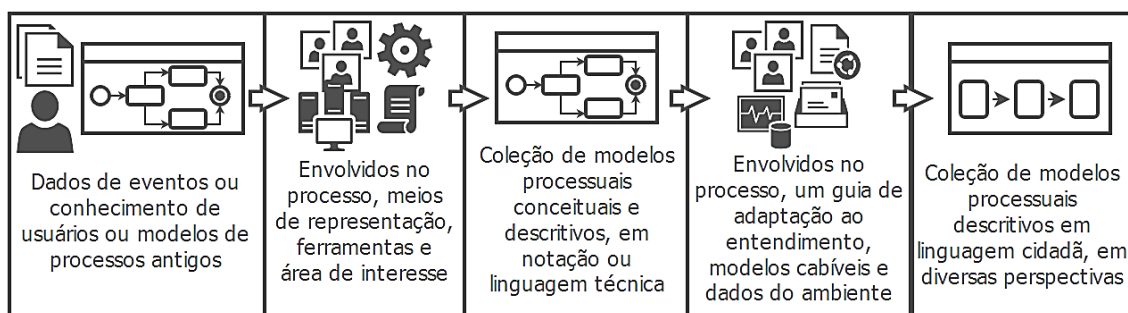 Dados de eventos ou
conhecimento de
usuários ou modelos de
processos antigos
Envolvidos no
processo, meios
de representação,
ferramentas e
área de interesse
Coleção de modelos
processuais
conceituais e
descritivos, em
notação ou
linguagem técnica
Envolvidos no
processo, um guia de
adaptação ao
entendimento,
modelos cabíveis e
dados do ambiente
Coleção de modelos
processuais
descritivos em
linguagem cidadã, em
diversas perspectivas